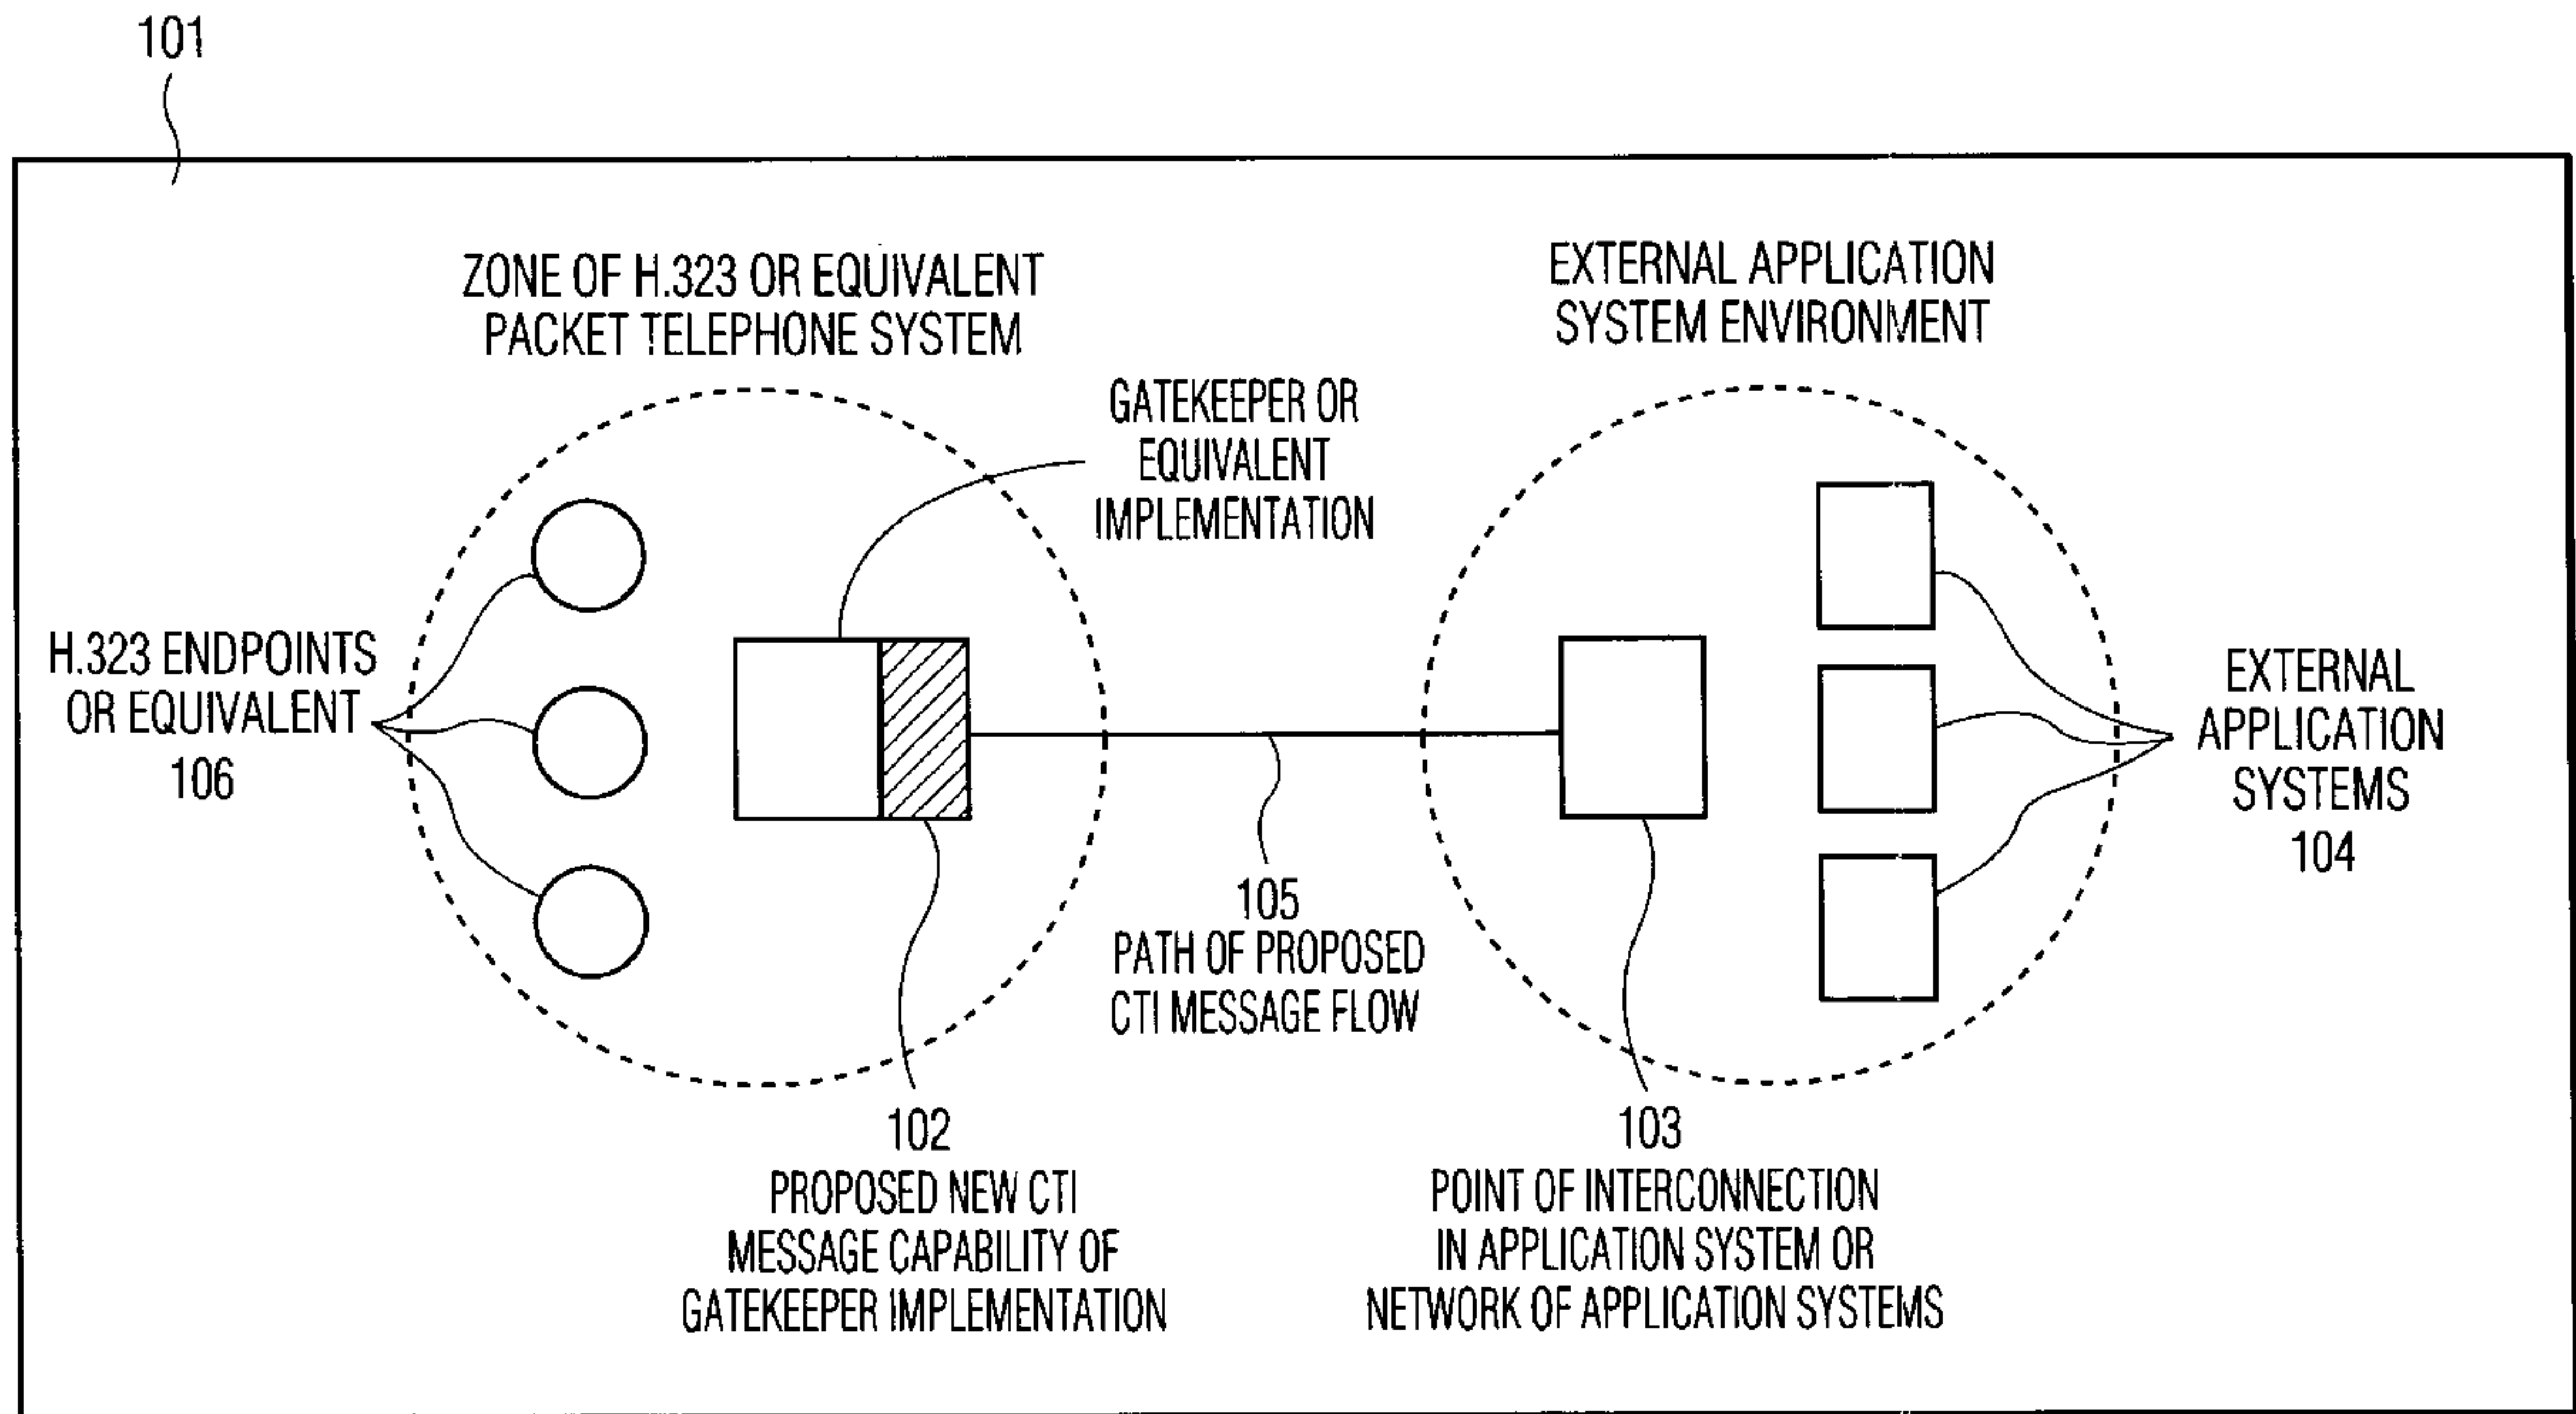 101
ZONE OF H.323 OR EQUIVALENT
PACKET TELEPHONE SYSTEM
EXTERNAL APPLICATION
SYSTEM ENVIRONMENT
GATEKEEPER OR
EQUIVALENT
IMPLEMENTATION
H.323 ENDPOINTS
OR EQUIVALENT
106
EXTERNAL
APPLICATION
SYSTEMS
104
105
PATH OF PROPOSED
CTI MESSAGE FLOW
102
PROPOSED NEW CTI
MESSAGE CAPABILITY OF
GATEKEEPER IMPLEMENTATION
103
POINT OF INTERCONNECTION
IN APPLICATION SYSTEM OR
NETWORK OF APPLICATION SYSTEMS